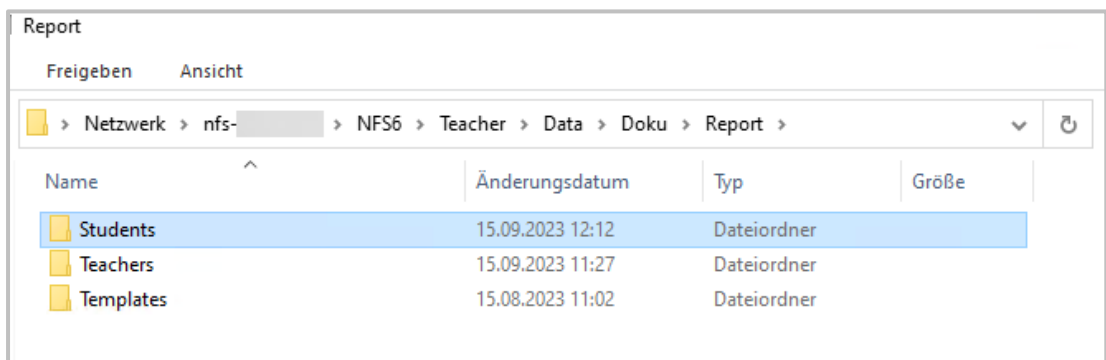 Report
Freigeben Ansicht
> Netzwerk > nfs- > NFS6 > Teacher > Data > Doku > Report >
Name Änderungsdatum Typ Größe
Students 15.09.2023 12:12 Dateiordner
Teachers 15.09.2023 11:27 Dateiordner
Templates 15.08.2023 11:02 Dateiordner